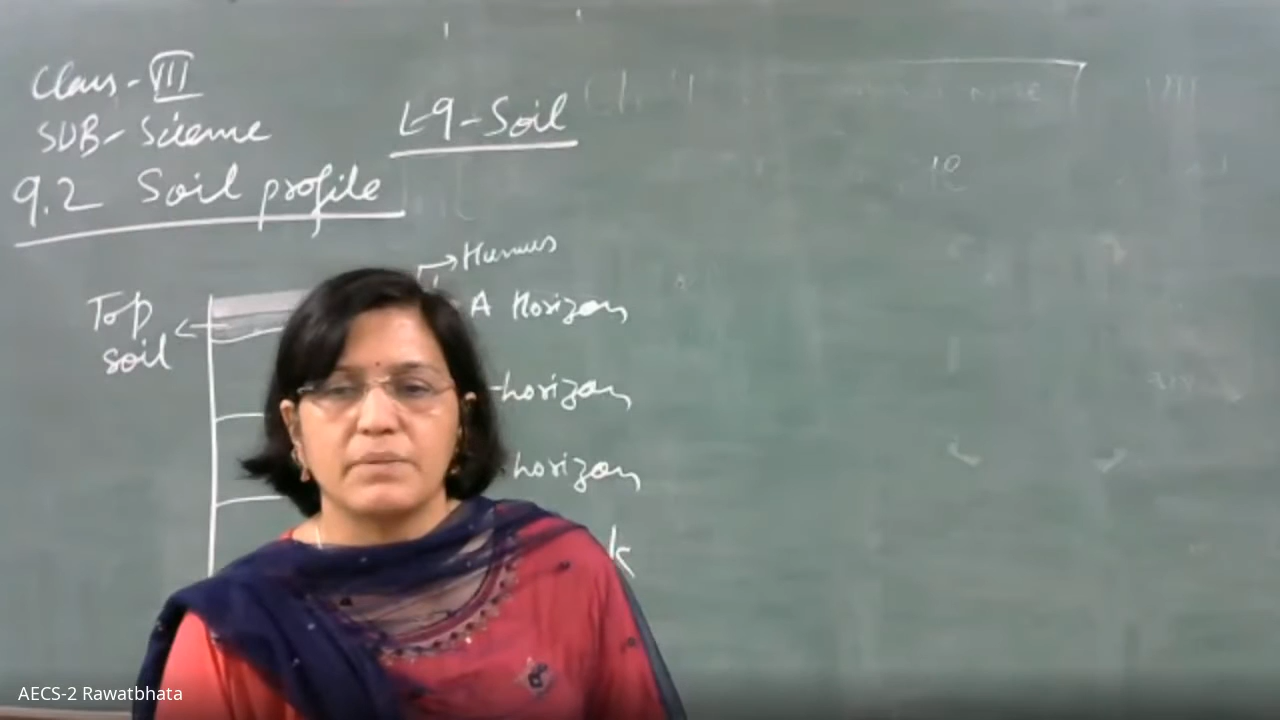 Class - VII
SUB - Science
L-9 - Soil
9.2 Soil profile
Humus
Top
soil
A Horizon
-horizon
-horizon
k
AECS-2 Rawatbhata